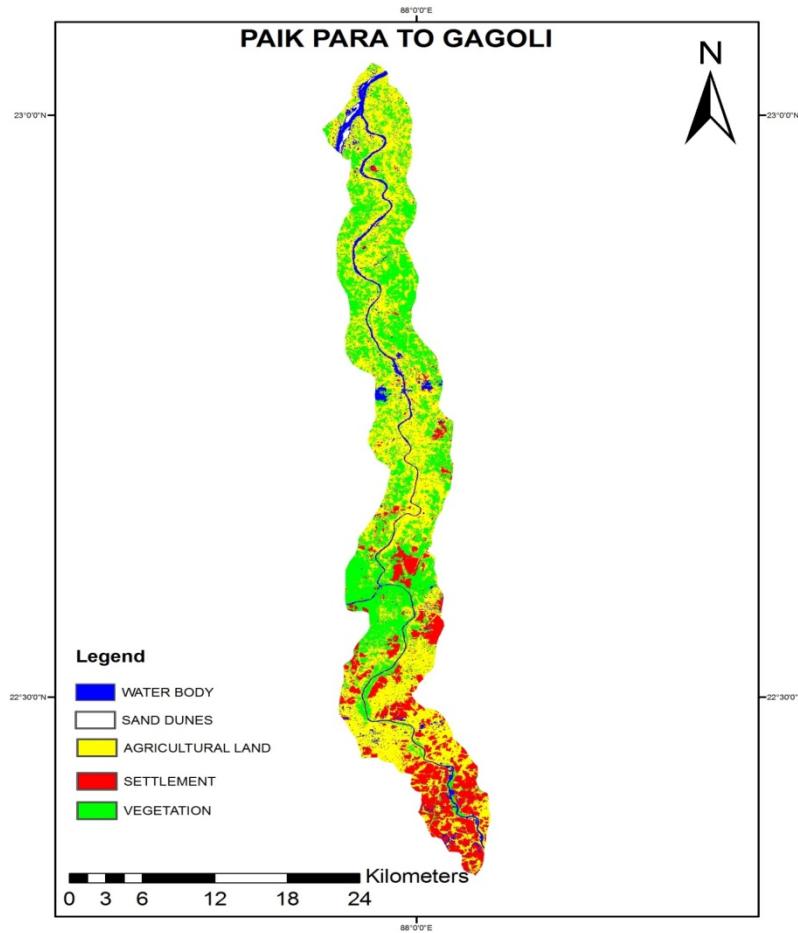 88°0'0"E
PAIK PARA TO GAGOLI
N
23°0'0"N
23°0'0"N
Legend
WATER BODY
SAND DUNES
AGRICULTURAL LAND
SETTLEMENT
VEGETATION
22°30'0"N
22°30'0"N
Kilometers
0 3 6 12 18 24
88°0'0"E